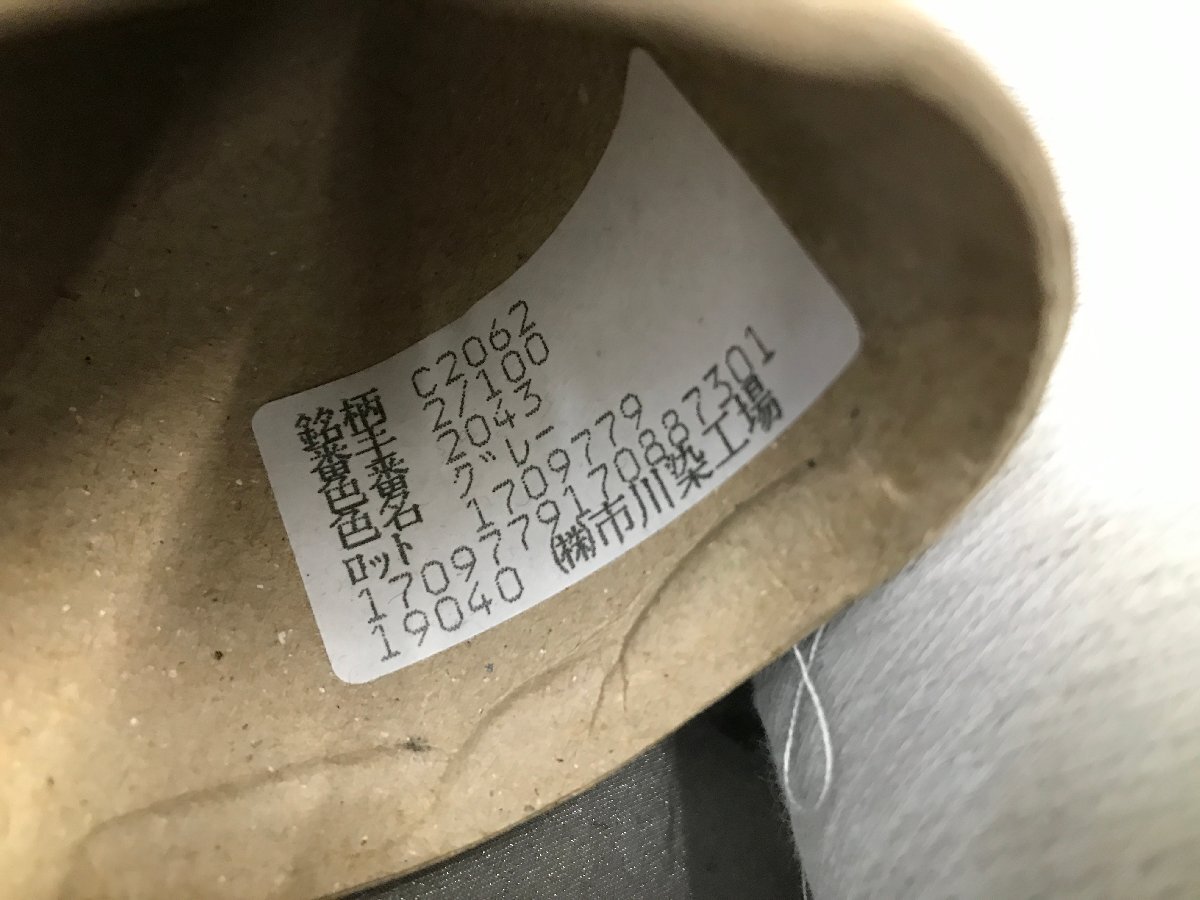 銘柄 C2062
番手 2/100
色番 2043
色名 グレー
ロット 1709779
17097791708887301
19040 ㈱市川染工場